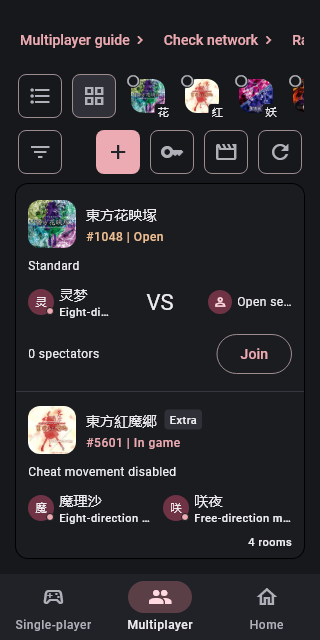 Multiplayer guide
Check network
Ra
花
红
妖
東方花映塚
#1048 | Open
Standard
灵
灵梦
Eight-di...
VS
Open se...
0 spectators
Join
東方紅魔郷
Extra
#5601 | In game
Cheat movement disabled
魔
魔理沙
Eight-direction ...
咲
咲夜
Free-direction m...
4 rooms
Single-player
Multiplayer
Home